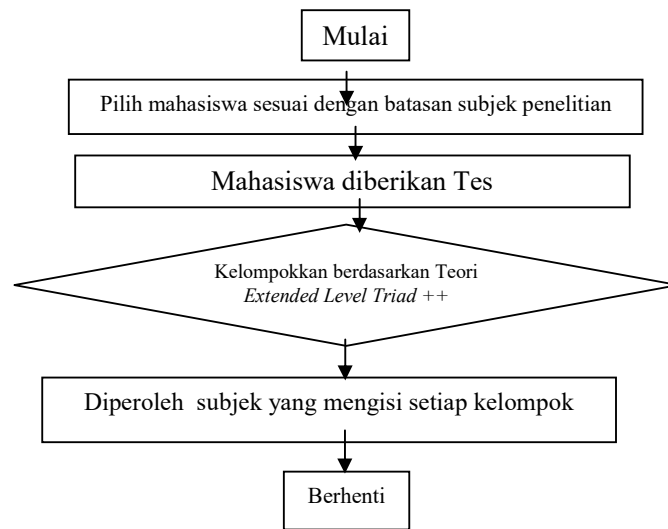 Mulai
Pilih mahasiswa sesuai dengan batasan subjek penelitian
Mahasiswa diberikan Tes
Kelompokkan berdasarkan Teori
Extended Level Triad ++
Diperoleh subjek yang mengisi setiap kelompok
Berhenti